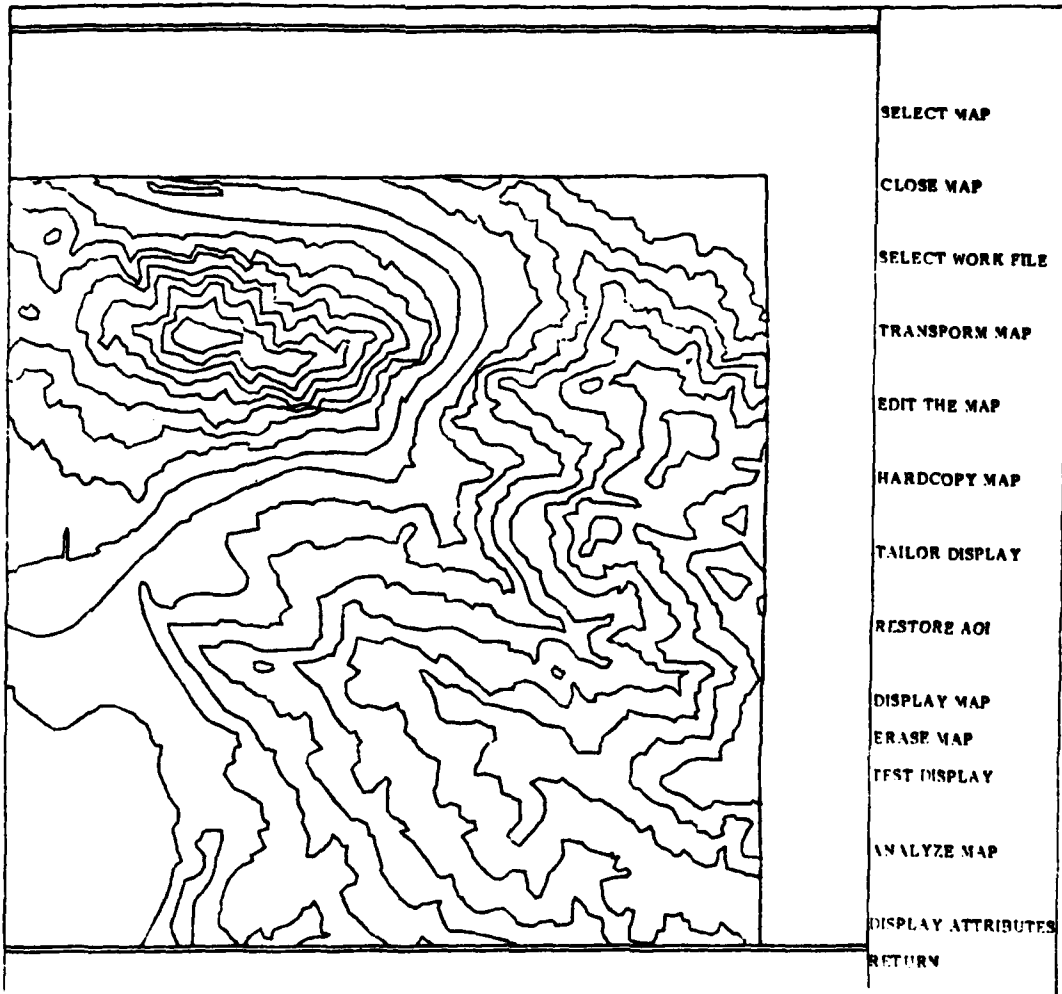 SELECT MAP
CLOSE MAP
SELECT WORK FILE
TRANSFORM MAP
EDIT THE MAP
HARDCOPY MAP
TAILOR DISPLAY
RESTORE AOI
DISPLAY MAP
ERASE MAP
TEST DISPLAY
ANALYZE MAP
DISPLAY ATTRIBUTES
RETURN